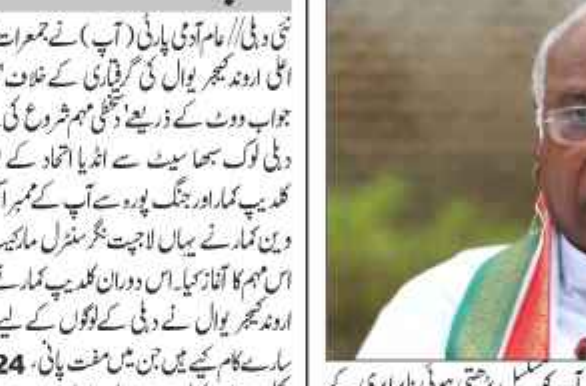 نئی دہلی// عام آدمی پارٹی (آپ) نے جمعرات
اعلی اروند کیجریوال کی گرفتاری کے خلاف'
جواب ووٹ کے ذریعے' دستخطی مہم شروع کی۔
دہلی لوک سبھا سیٹ سے انڈیا اتحاد کے
کلدیپ کمار اور جنگ پورہ سے آپ کے ممبر ا
وین کمار نے یہاں لاجپت نگر سنٹرل مارکیٹ
اس مہم کا آغاز کیا۔ اس دوران کلدیپ کمار نے
اروند کیجریوال نے دہلی کے لوگوں کے لیے
سارے کام کیے ہیں جن میں مفت پانی، 24